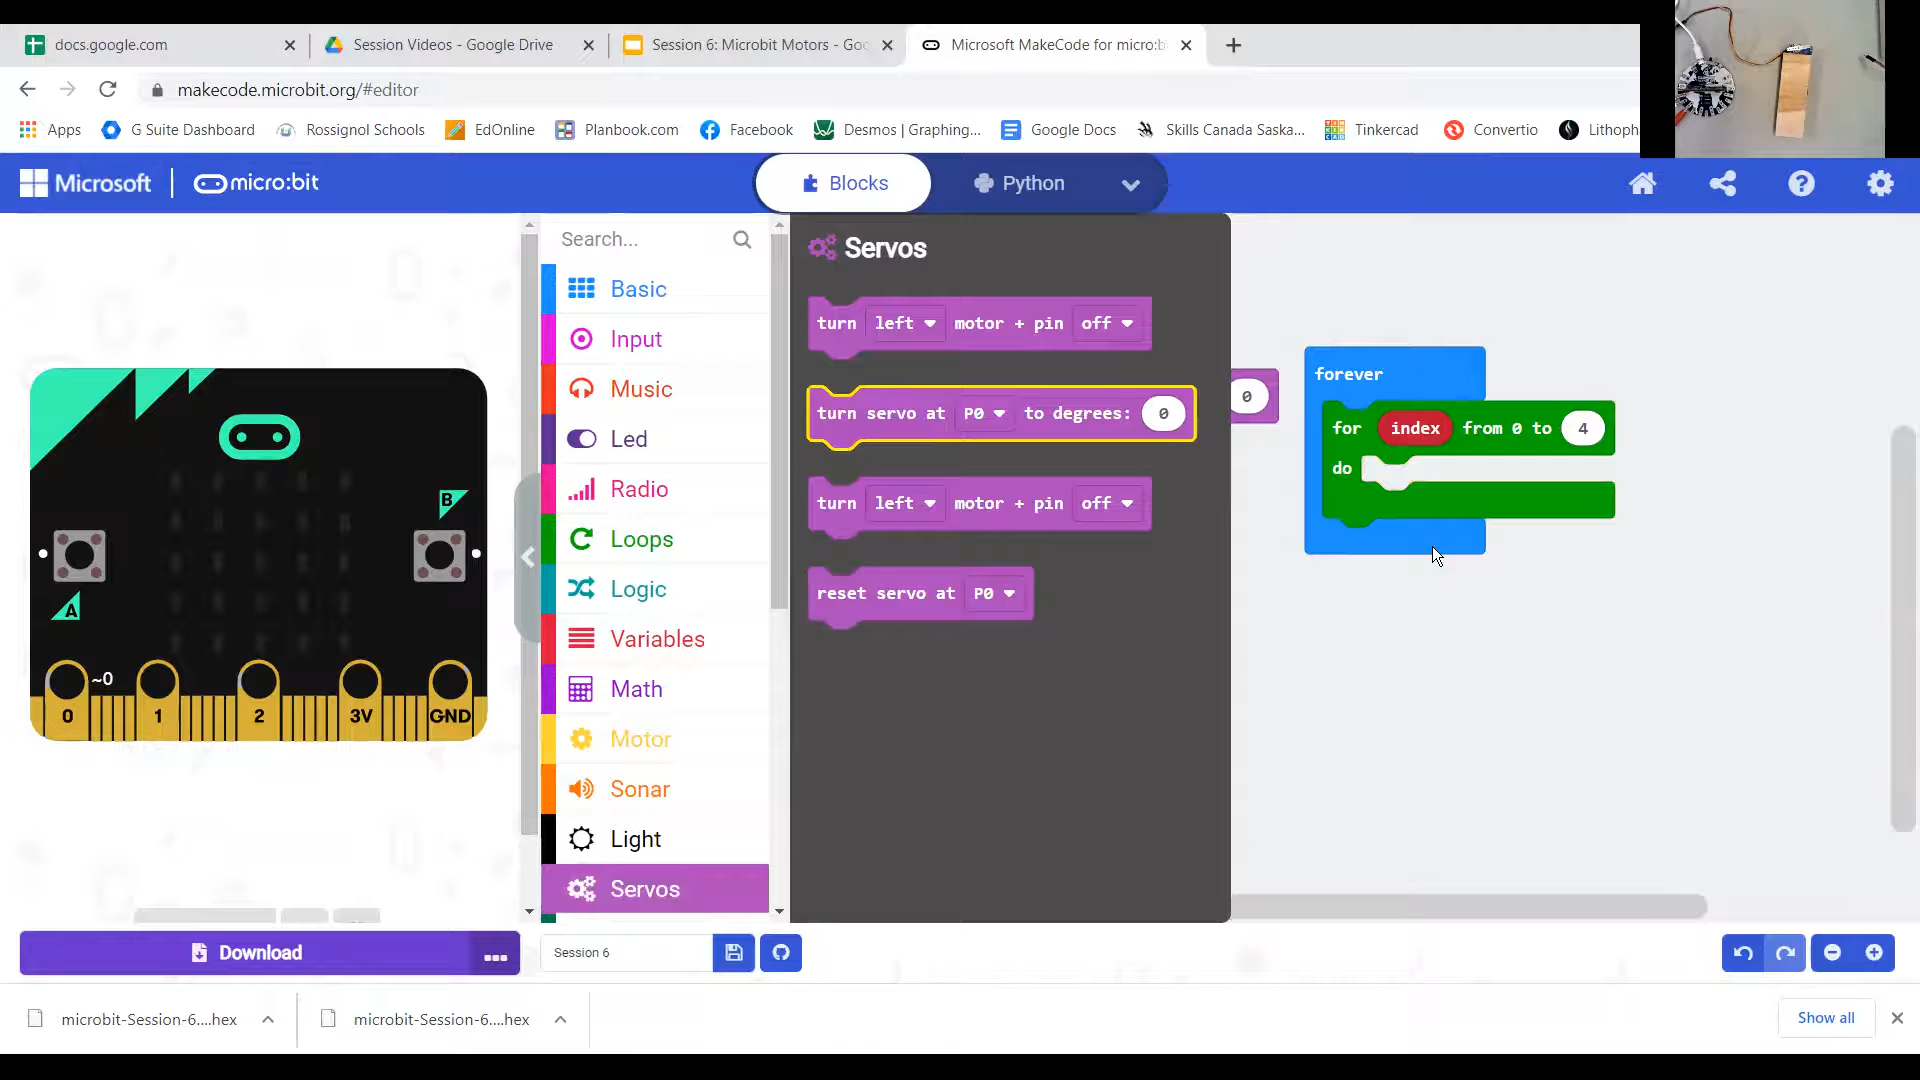 docs.google.com
Session Videos - Google Drive
Session 6: Microbit Motors - Goo
Microsoft MakeCode for micro:b
makecode.microbit.org/#editor
Apps
G Suite Dashboard
Rossignol Schools
EdOnline
Planbook.com
Facebook
Desmos | Graphing...
Google Docs
Skills Canada Saska...
Tinkercad
Convertio
Lithoph
Microsoft
micro:bit
Blocks
Python
Search...
Basic
Input
Music
Led
Radio
Loops
Logic
Variables
Math
Motor
Sonar
Light
Servos
Servos
turn left motor + pin off
turn servo at P0 to degrees: 0
turn left motor + pin off
reset servo at P0
0
forever
for index from 0 to 4
do
B
A
~0
0 1 2 3V GND
Download
...
Session 6
microbit-Session-6....hex
microbit-Session-6....hex
Show all